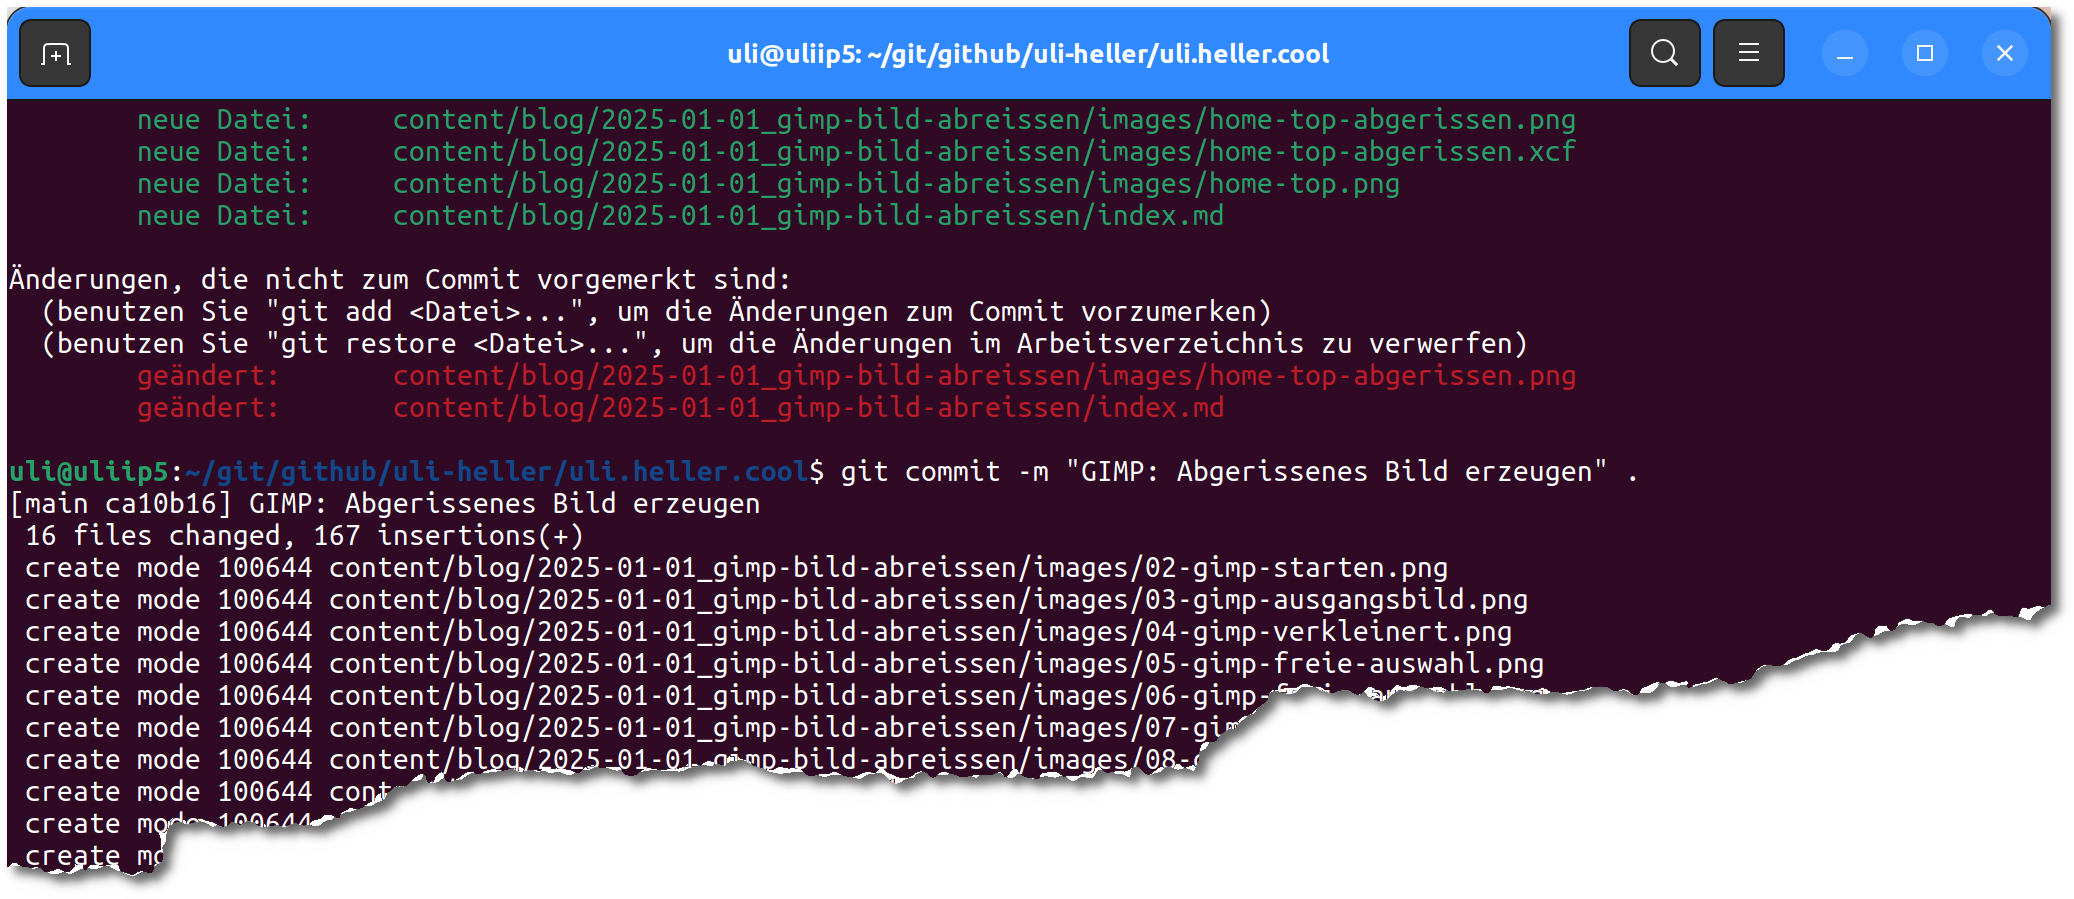 uli@uliip5: ~/git/github/uli-heller/uli.heller.cool
neue Datei:     content/blog/2025-01-01_gimp-bild-abreissen/images/home-top-abgerissen.png
neue Datei:     content/blog/2025-01-01_gimp-bild-abreissen/images/home-top-abgerissen.xcf
neue Datei:     content/blog/2025-01-01_gimp-bild-abreissen/images/home-top.png
neue Datei:     content/blog/2025-01-01_gimp-bild-abreissen/index.md
Änderungen, die nicht zum Commit vorgemerkt sind:
(benutzen Sie "git add <Datei>...", um die Änderungen zum Commit vorzumerken)
(benutzen Sie "git restore <Datei>...", um die Änderungen im Arbeitsverzeichnis zu verwerfen)
geändert:       content/blog/2025-01-01_gimp-bild-abreissen/images/home-top-abgerissen.png
geändert:       content/blog/2025-01-01_gimp-bild-abreissen/index.md
uli@uliip5:~/git/github/uli-heller/uli.heller.cool$ git commit -m "GIMP: Abgerissenes Bild erzeugen" .
[main ca10b16] GIMP: Abgerissenes Bild erzeugen
16 files changed, 167 insertions(+)
create mode 100644 content/blog/2025-01-01_gimp-bild-abreissen/images/02-gimp-starten.png
create mode 100644 content/blog/2025-01-01_gimp-bild-abreissen/images/03-gimp-ausgangsbild.png
create mode 100644 content/blog/2025-01-01_gimp-bild-abreissen/images/04-gimp-verkleinert.png
create mode 100644 content/blog/2025-01-01_gimp-bild-abreissen/images/05-gimp-freie-auswahl.png
create mode 100644 content/blog/2025-01-01_gimp-bild-abreissen/images/06-gimp-
create mode 100644 content/blog/2025-01-01_gimp-bild-abreissen/images/07-gim
create mode 100644 content/blog/2025-01-01_gimp-bild-abreissen/images/08-
create mode 100644 cont
create mode 100644
create mo